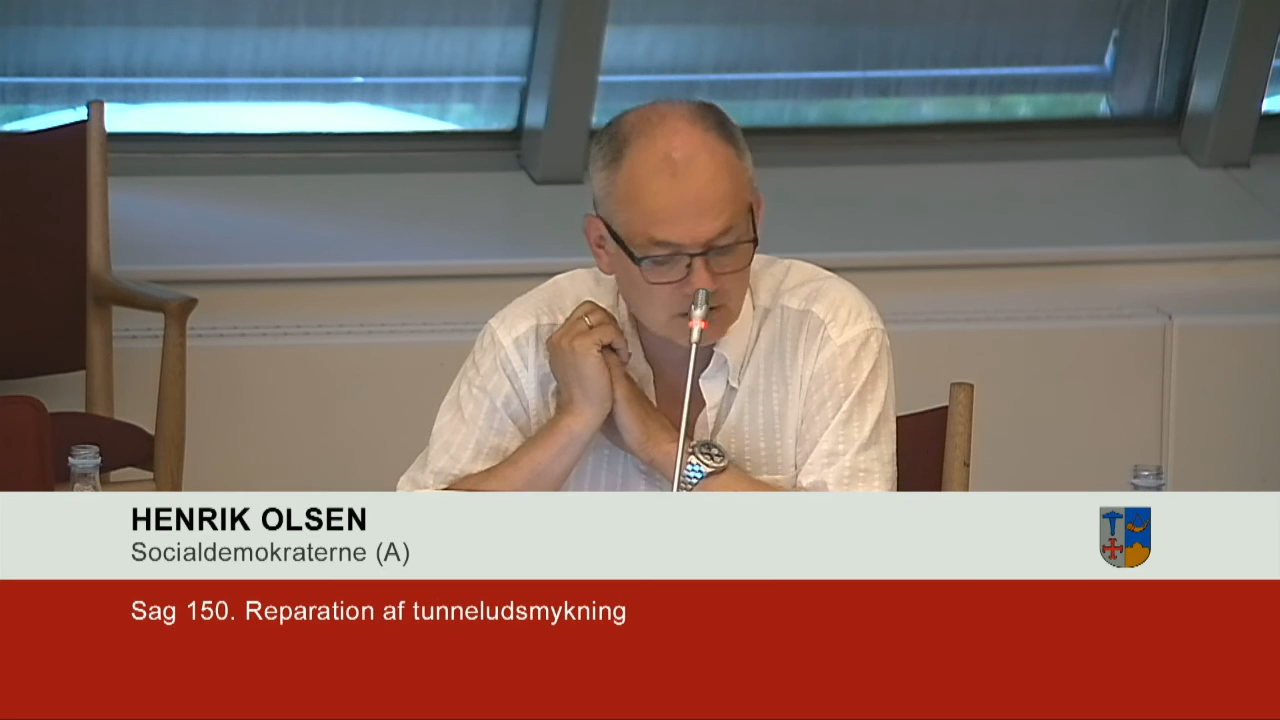 HENRIK OLSEN
Socialdemokraterne (A)
Sag 150. Reparation af tunneludsmykning